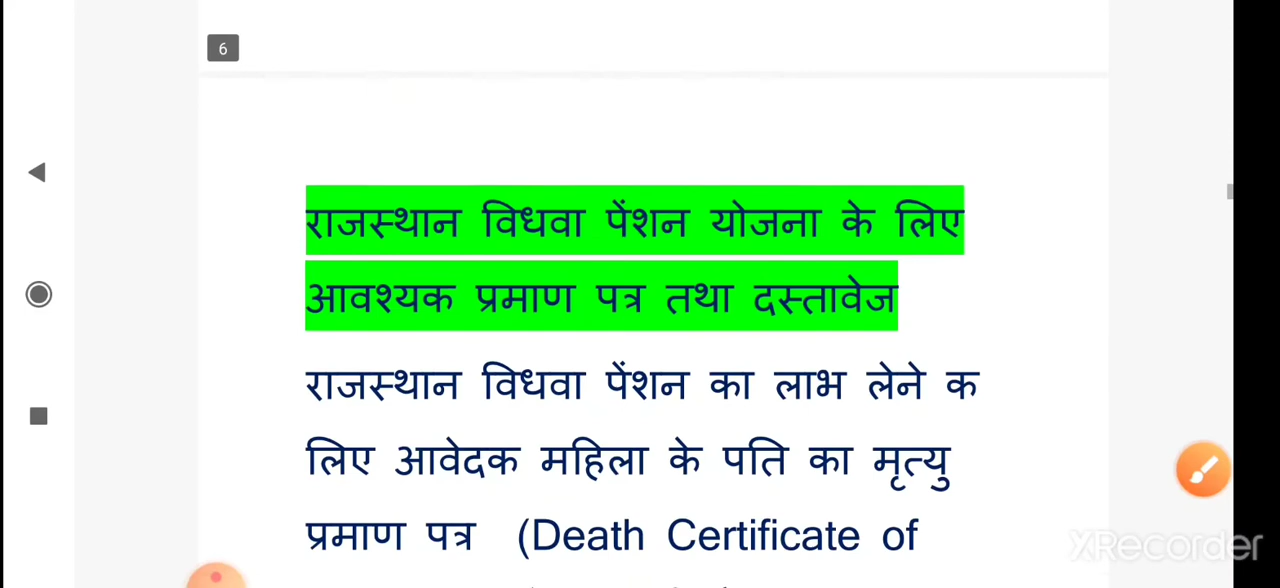 6
राजस्थान विधवा पेंशन योजना के लिए
आवश्यक प्रमाण पत्र तथा दस्तावेज
राजस्थान विधवा पेंशन का लाभ लेने क
लिए आवेदक महिला के पति का मृत्यु
प्रमाण पत्र (Death Certificate of
XRecorder